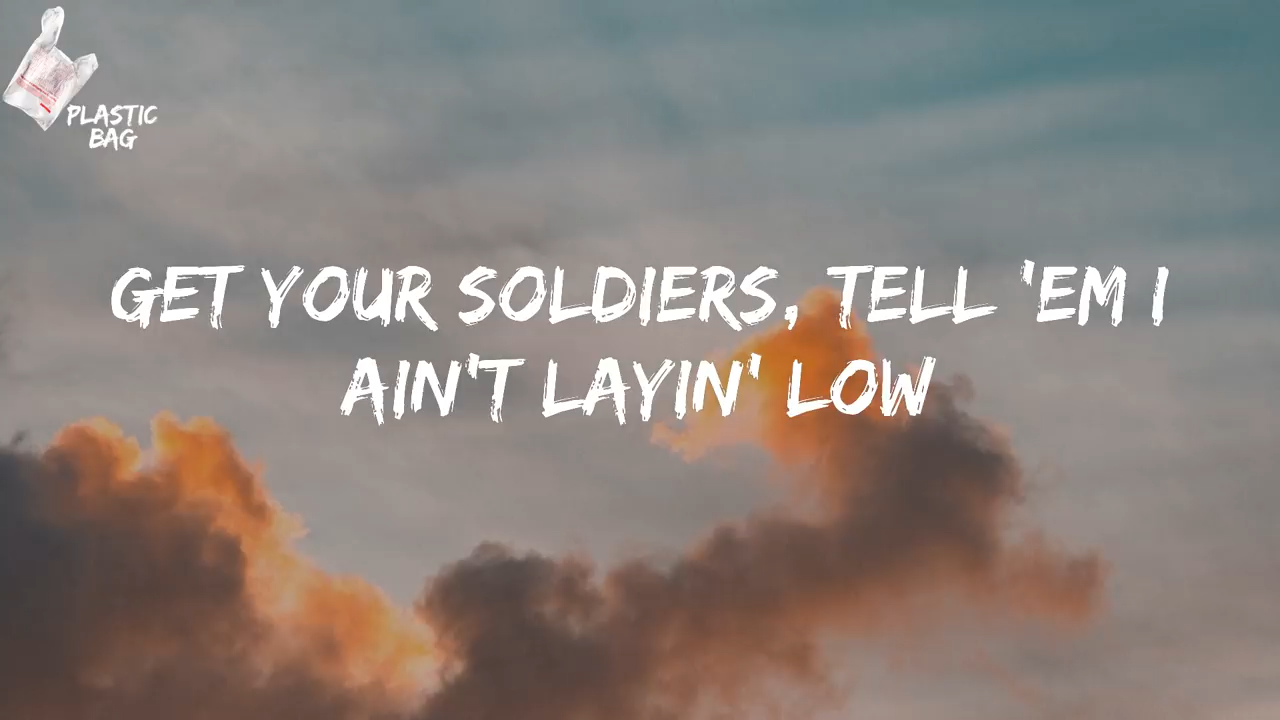 PLASTIC
BAG
GET YOUR SOLDIERS, TELL 'EM I
AIN'T LAYIN' LOW